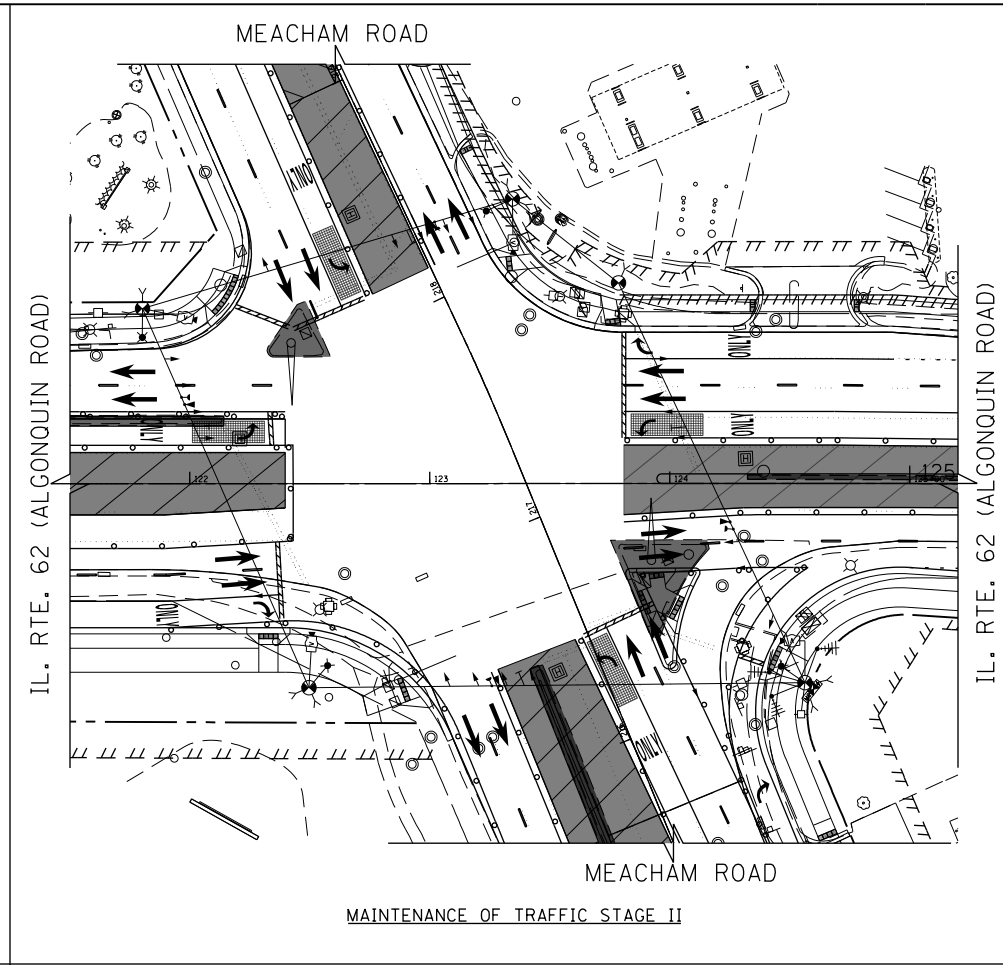 MEACHAM ROAD
ONLY
218
IL. RTE. 62 (ALGONQUIN ROAD)
IL. RTE. 62 (ALGONQUIN ROAD)
ONLY
ONLY
ONLY
H
H
H
H
122
123
124
125
217
ONLY
ONLY
MEACHAM ROAD
MAINTENANCE OF TRAFFIC STAGE II